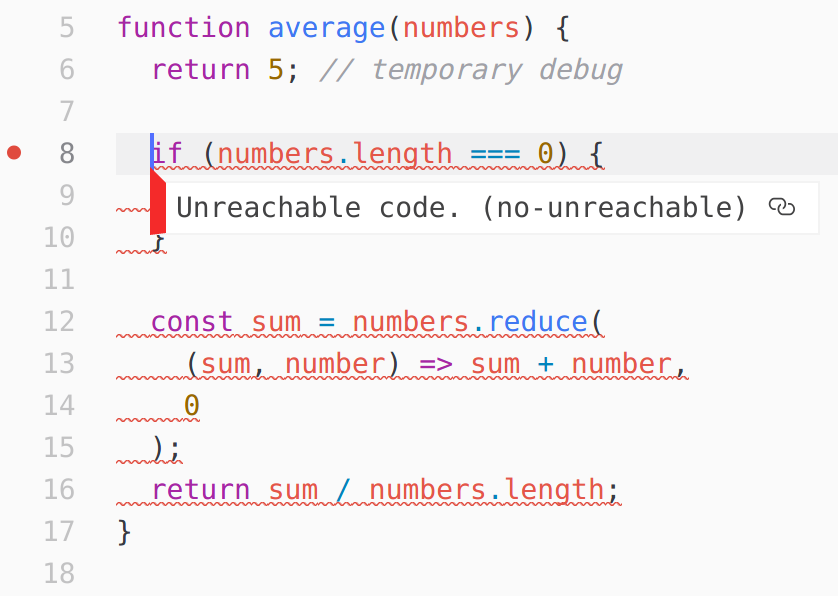 5 function average(numbers) {
6   return 5; // temporary debug
7
8   if (numbers.length === 0) {
9 Unreachable code. (no-unreachable)
10   }
11
12   const sum = numbers.reduce(
13     (sum, number) => sum + number,
14     0
15   );
16   return sum / numbers.length;
17 }
18